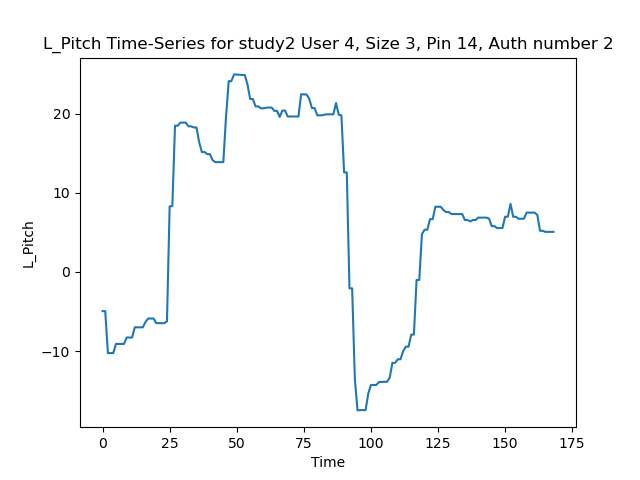 L_Pitch Time-Series for study2 User 4, Size 3, Pin 14, Auth number 2
20
10
0
−10
L_Pitch
0 25 50 75 100 125 150 175
Time